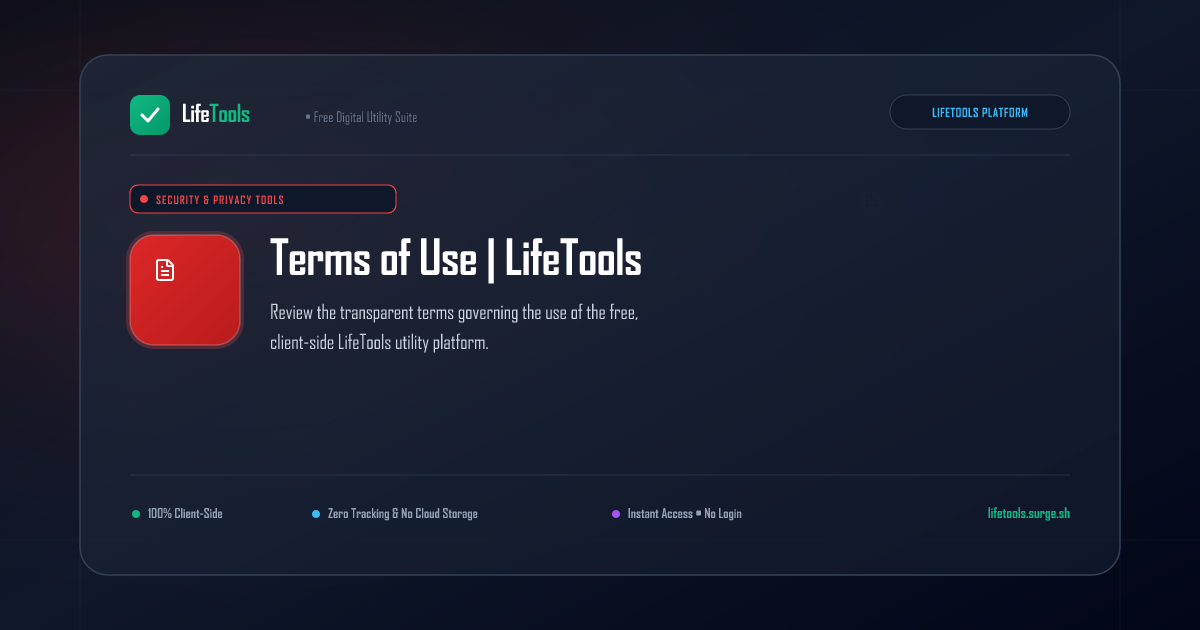 LifeTools
▪ Free Digital Utility Suite
LIFETOOLS PLATFORM
SECURITY & PRIVACY TOOLS
Terms of Use | LifeTools
Review the transparent terms governing the use of the free,
client-side LifeTools utility platform.
100% Client-Side
Zero Tracking & No Cloud Storage
Instant Access ▪ No Login
lifetools.surge.sh